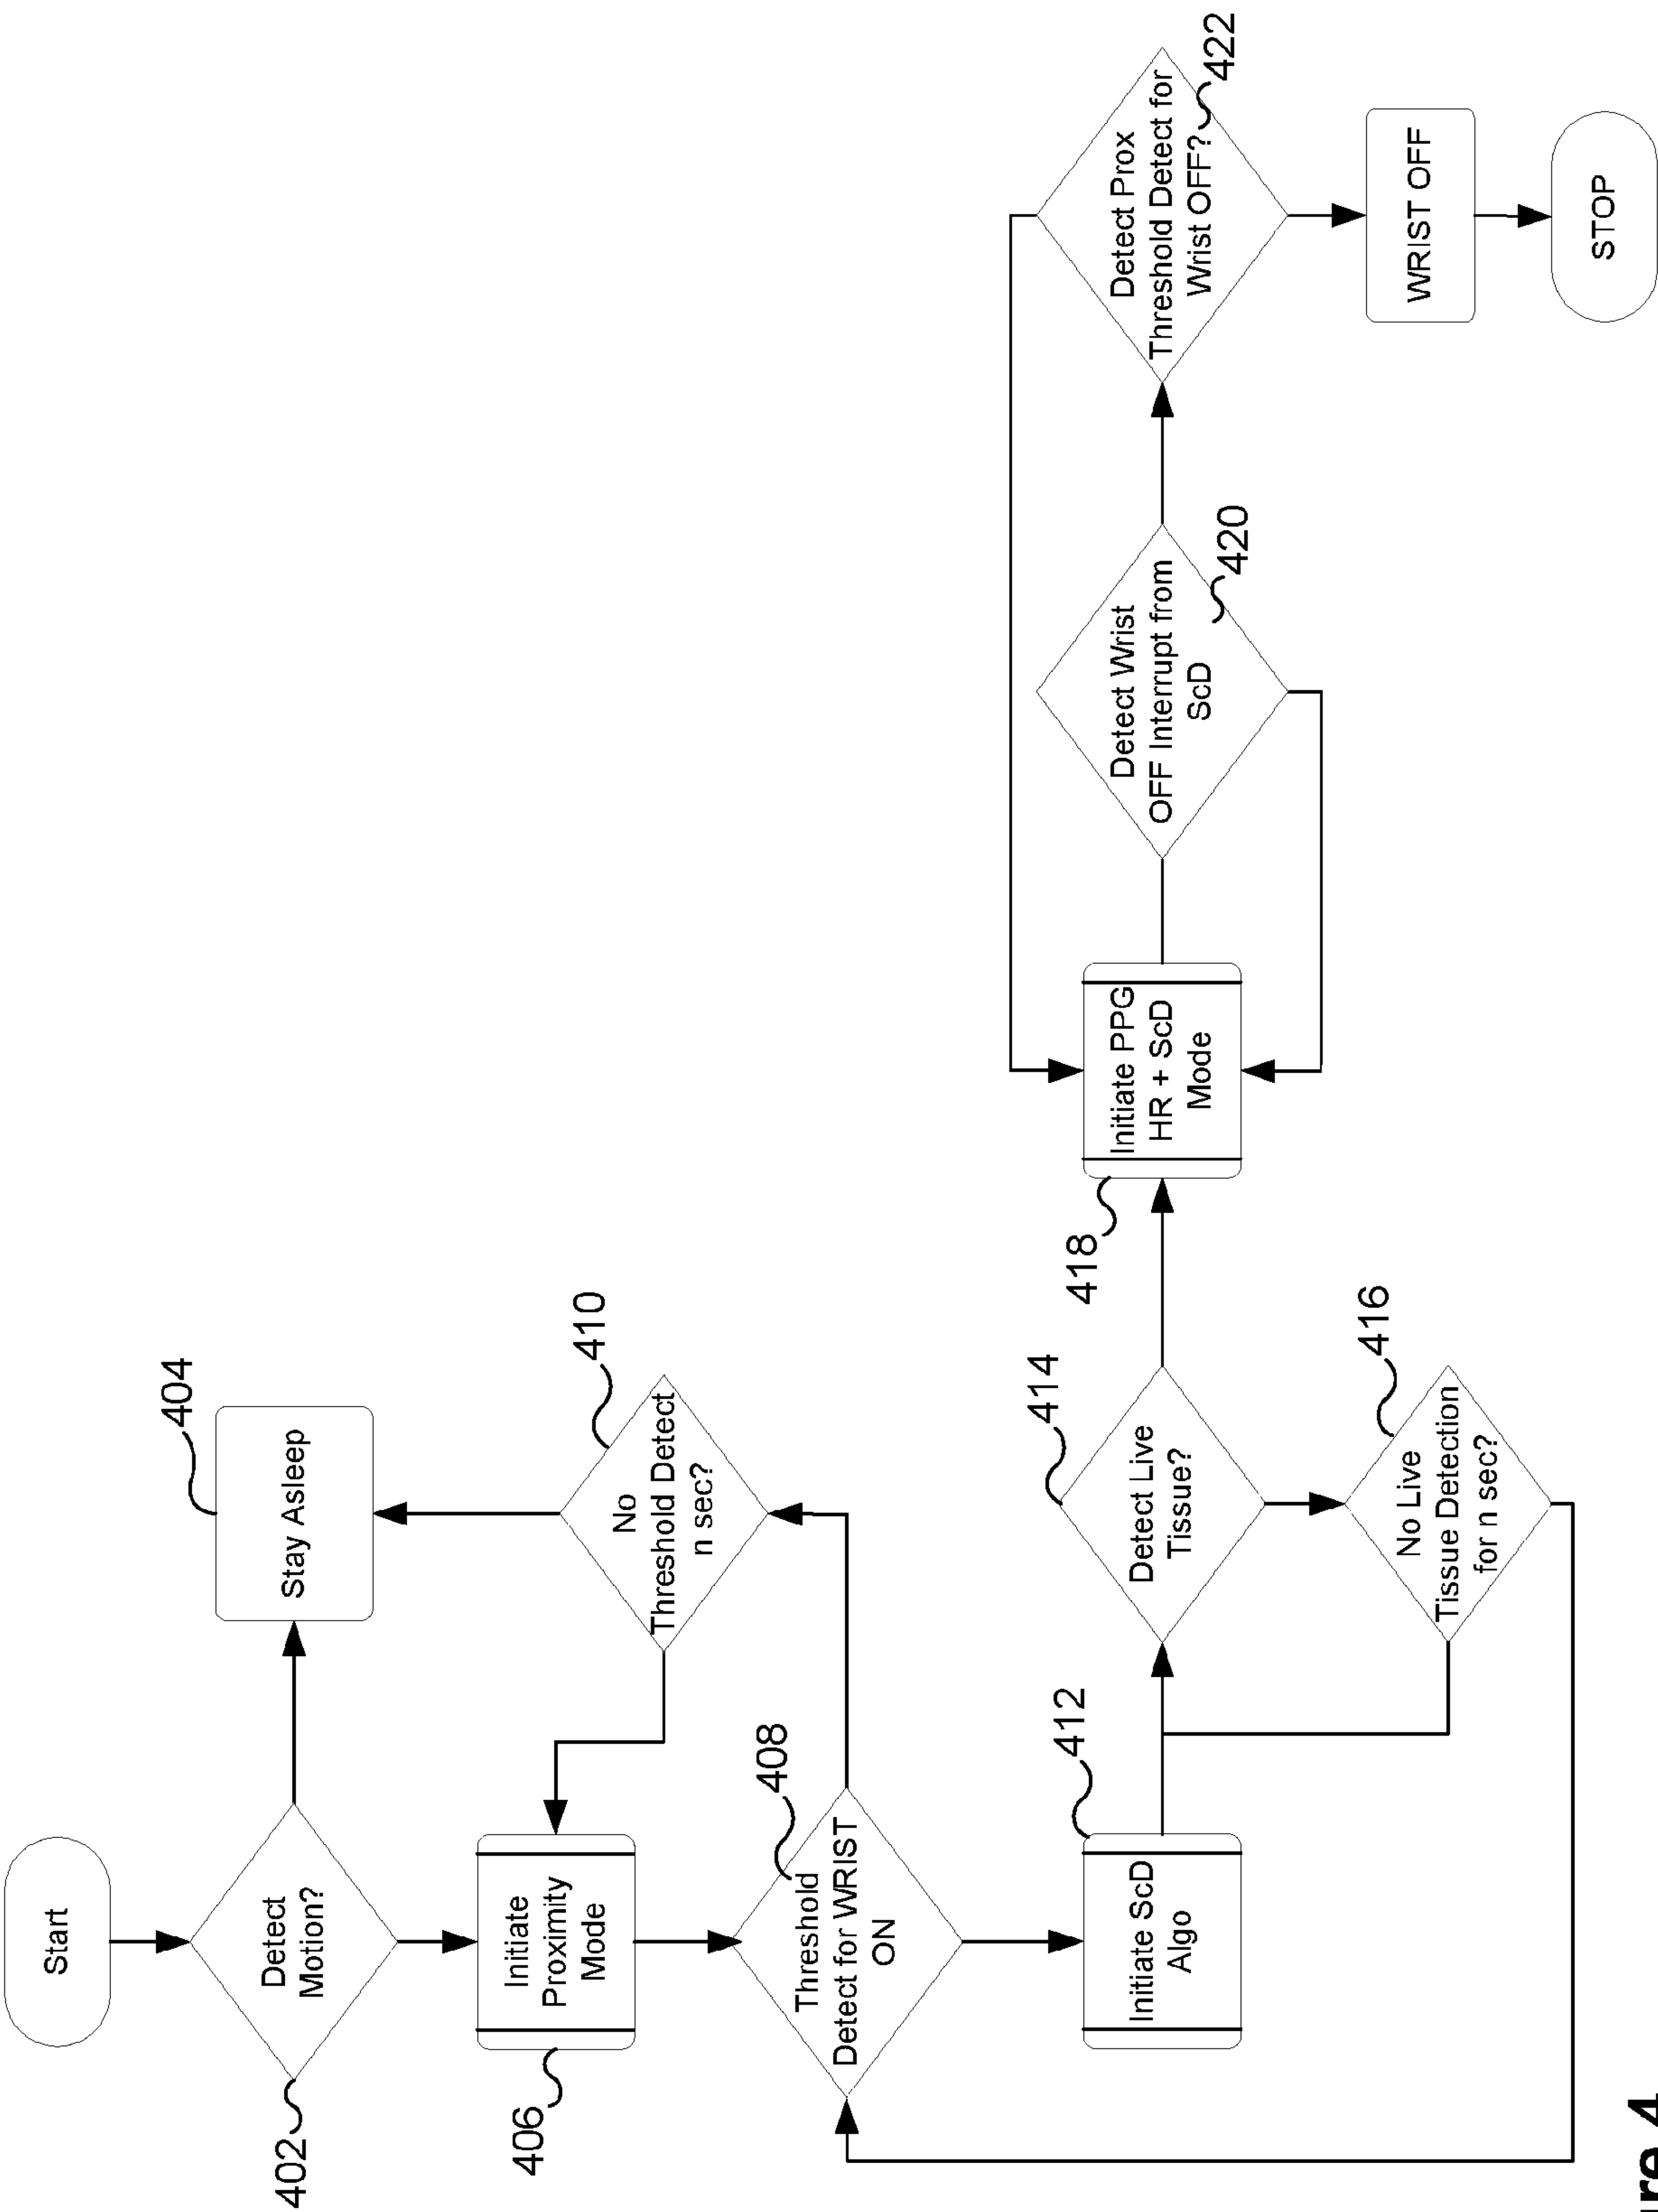 Start
402
Detect
Motion?
Stay Asleep
404
406
Initiate
Proximity
Mode
No
Threshold Detect
n sec?
410
408
Threshold
Detect for WRIST
ON
412
Initiate ScD
Algo
414
Detect Live
Tissue?
416
No Live
Tissue Detection
for n sec?
418
Initiate PPG
HR + ScD
Mode
Detect Wrist
OFF Interrupt from
ScD
420
Detect Prox
Threshold Detect for
Wrist OFF?
422
WRIST OFF
STOP
ure 4